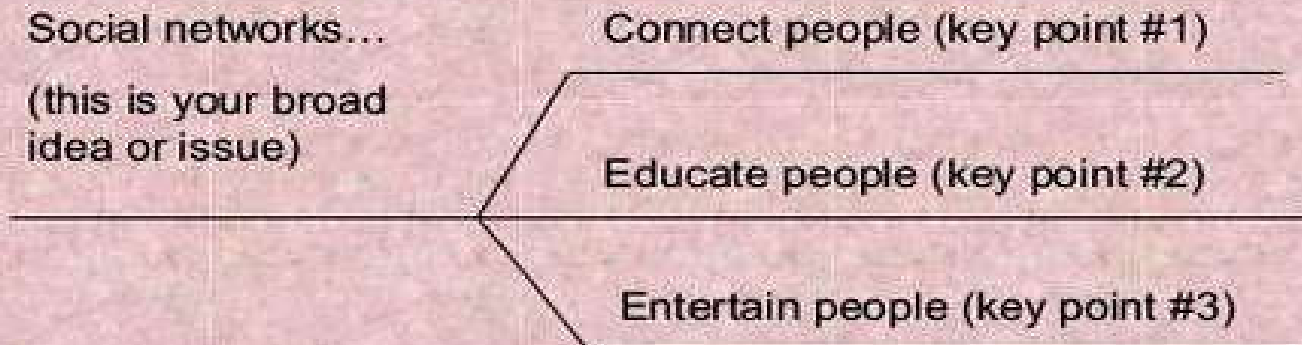 Social networks...
(this is your broad
idea or issue)
Connect people (key point #1)
Educate people (key point #2)
Entertain people (key point #3)